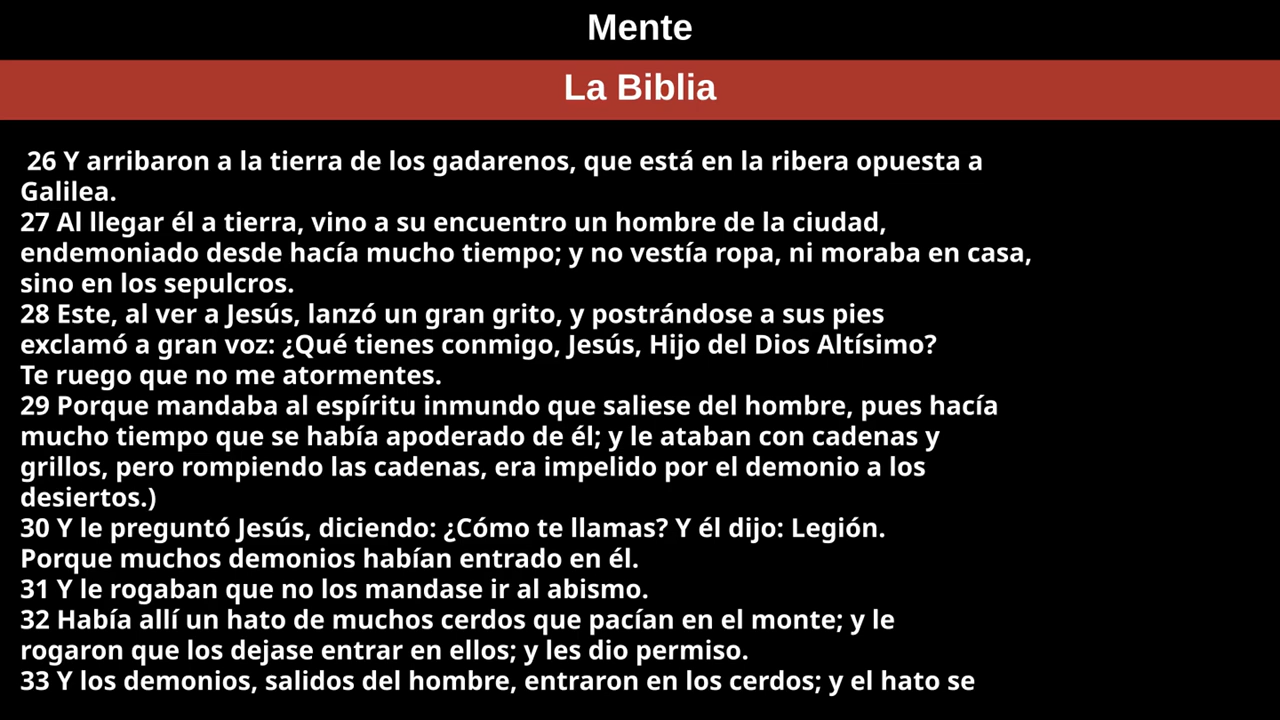 Mente
La Biblia
26 Y arribaron a la tierra de los gadarenos, que está en la ribera opuesta a
Galilea.
27 Al llegar él a tierra, vino a su encuentro un hombre de la ciudad,
endemoniado desde hacía mucho tiempo; y no vestía ropa, ni moraba en casa,
sino en los sepulcros.
28 Este, al ver a Jesús, lanzó un gran grito, y postrándose a sus pies
exclamó a gran voz: ¿Qué tienes conmigo, Jesús, Hijo del Dios Altísimo?
Te ruego que no me atormentes.
29 Porque mandaba al espíritu inmundo que saliese del hombre, pues hacía
mucho tiempo que se había apoderado de él; y le ataban con cadenas y
grillos, pero rompiendo las cadenas, era impelido por el demonio a los
desiertos.)
30 Y le preguntó Jesús, diciendo: ¿Cómo te llamas? Y él dijo: Legión.
Porque muchos demonios habían entrado en él.
31 Y le rogaban que no los mandase ir al abismo.
32 Había allí un hato de muchos cerdos que pacían en el monte; y le
rogaron que los dejase entrar en ellos; y les dio permiso.
33 Y los demonios, salidos del hombre, entraron en los cerdos; y el hato se